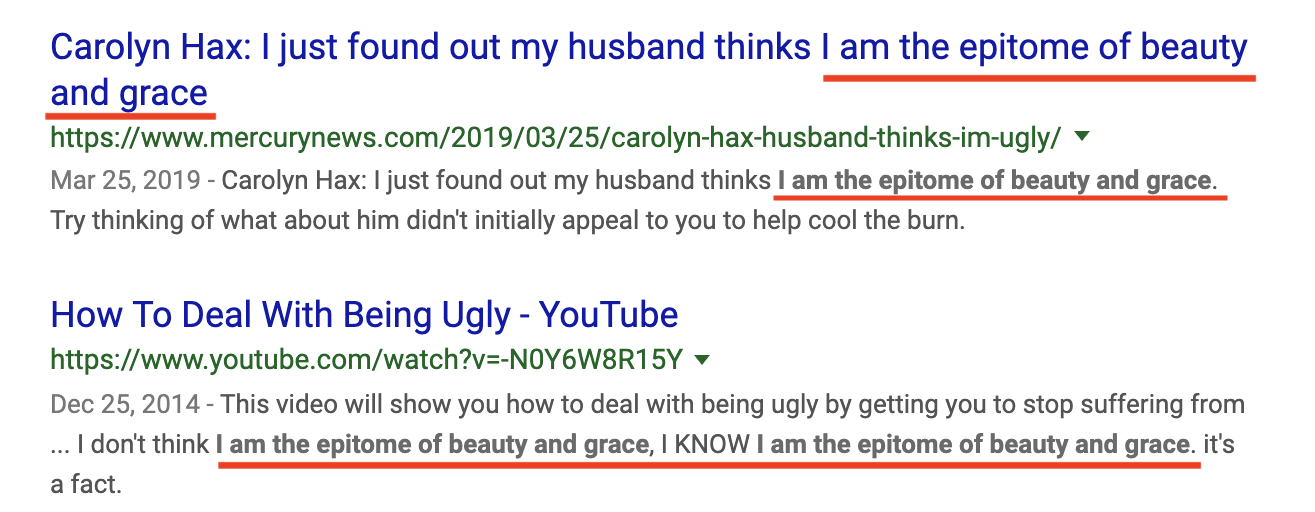 Carolyn Hax: I just found out my husband thinks I am the epitome of beauty
and grace
https://www.mercurynews.com/2019/03/25/carolyn-hax-husband-thinks-im-ugly/
Mar 25, 2019 - Carolyn Hax: I just found out my husband thinks I am the epitome of beauty and grace.
Try thinking of what about him didn't initially appeal to you to help cool the burn.
How To Deal With Being Ugly - YouTube
https://www.youtube.com/watch?v=-N0Y6W8R15Y
Dec 25, 2014 - This video will show you how to deal with being ugly by getting you to stop suffering from
... I don't think I am the epitome of beauty and grace, I KNOW I am the epitome of beauty and grace. it's
a fact.